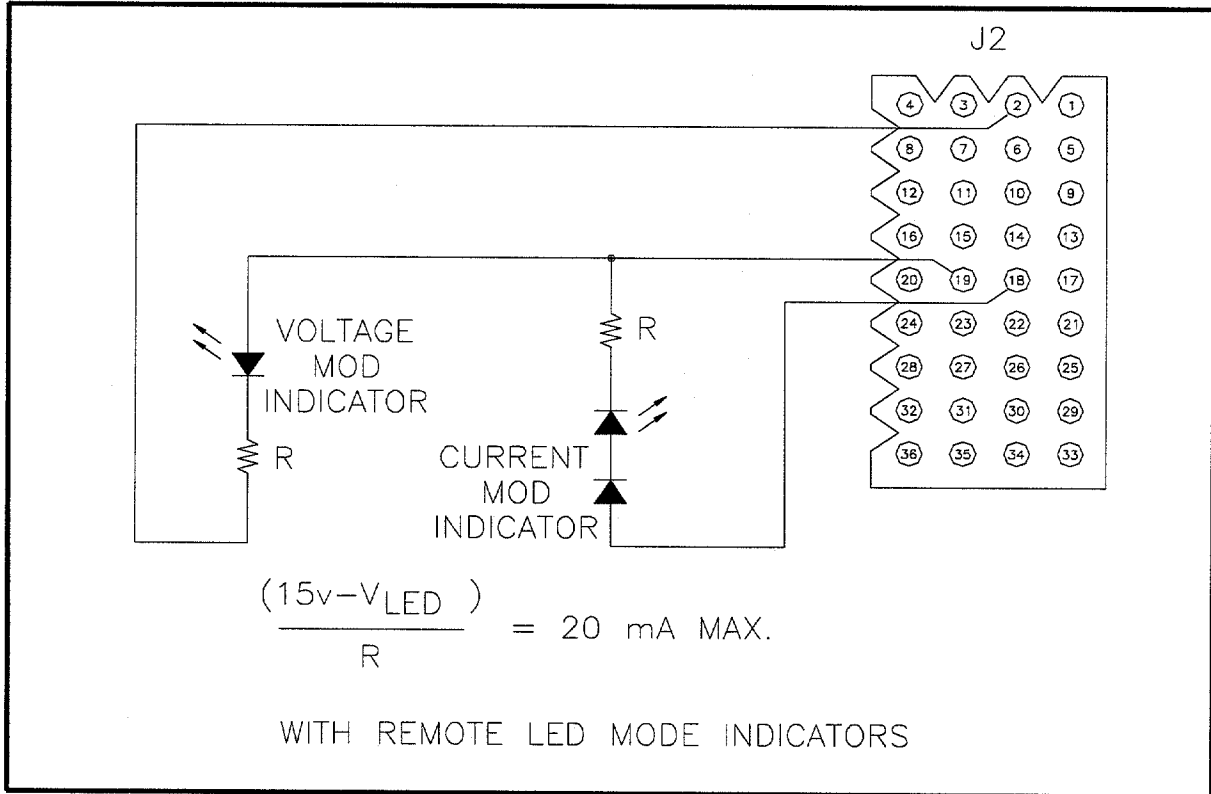 J2
4 3 2 1
8 7 6 5
12 11 10 9
16 15 14 13
20 19 18 17
24 23 22 21
28 27 26 25
32 31 30 29
36 35 34 33
VOLTAGE
MOD
INDICATOR
R
R
CURRENT
MOD
INDICATOR
(15v-VLED )
R
= 20 mA MAX.
WITH REMOTE LED MODE INDICATORS